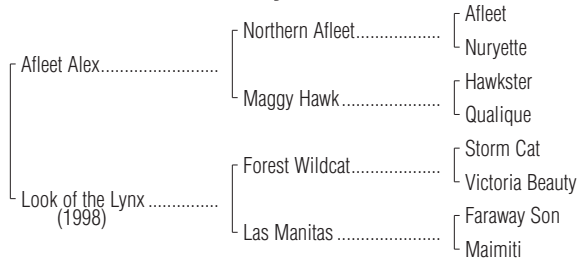 Afleet
Northern Afleet..................
Nuryette
Afleet Alex........................
Hawkster
Maggy Hawk.....................
Qualique
Storm Cat
Forest Wildcat...................
Victoria Beauty
Look of the Lynx ..............
(1998)
Faraway Son
Las Manitas ......................
Maimiti